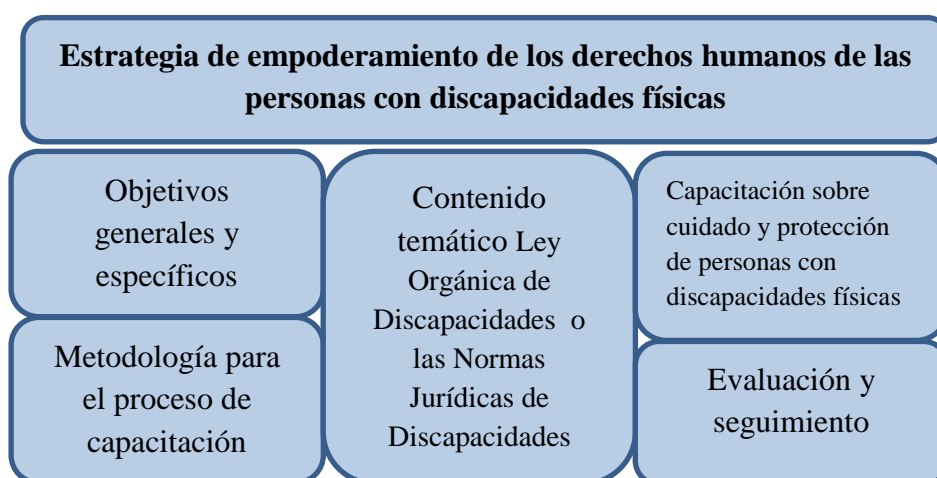 Estrategia de empoderamiento de los derechos humanos de las
personas con discapacidades físicas
Objetivos
generales y
específicos
Metodología para
el proceso de
capacitación
Contenido
temático Ley
Orgánica de
Discapacidades o
las Normas
Jurídicas de
Discapacidades
Capacitación sobre
cuidado y protección
de personas con
discapacidades físicas
Evaluación y
seguimiento